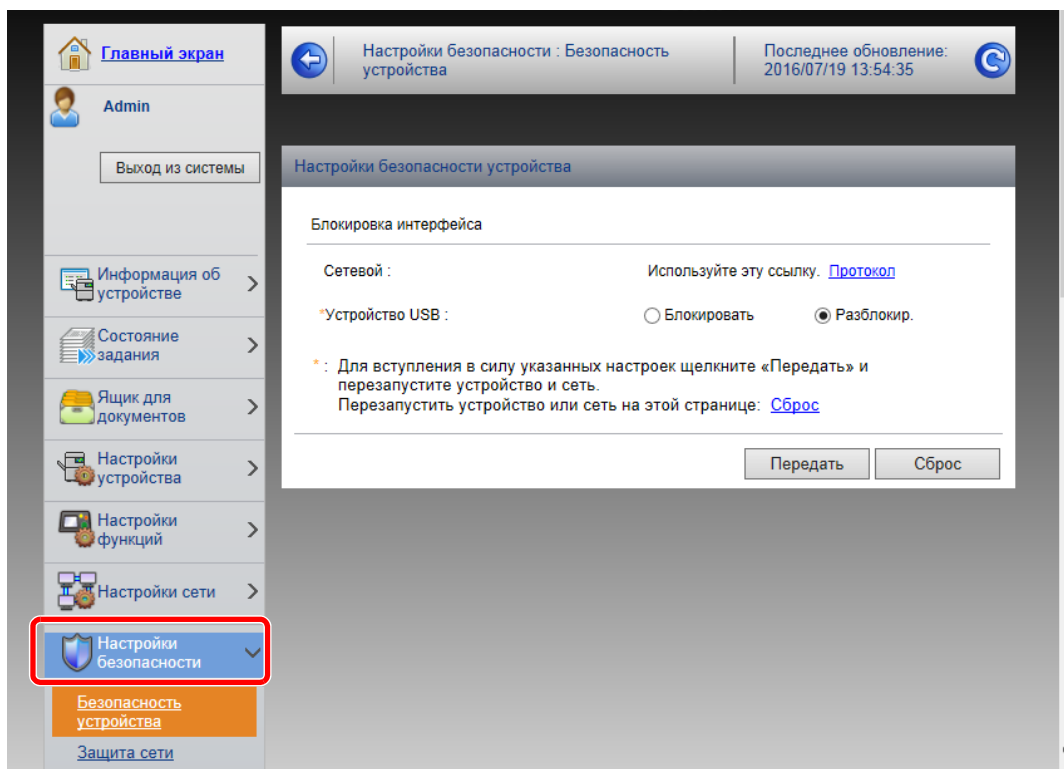 Главный экран
Admin
Выход из системы
Информация об
устройстве
Состояние
задания
Ящик для
документов
Настройки
устройства
Настройки
функций
Настройки сети
Настройки
безопасности
Безопасность
устройства
Защита сети
Настройки безопасности : Безопасность
устройства
Последнее обновление:
2016/07/19 13:54:35
Настройки безопасности устройства
Блокировка интерфейса
Сетевой : Используйте эту ссылку. Протокол
*Устройство USB : Блокировать Разблокир.
* : Для вступления в силу указанных настроек щелкните «Передать» и
перезапустите устройство и сеть.
Перезапустить устройство или сеть на этой странице: Сброс
Передать Сброс